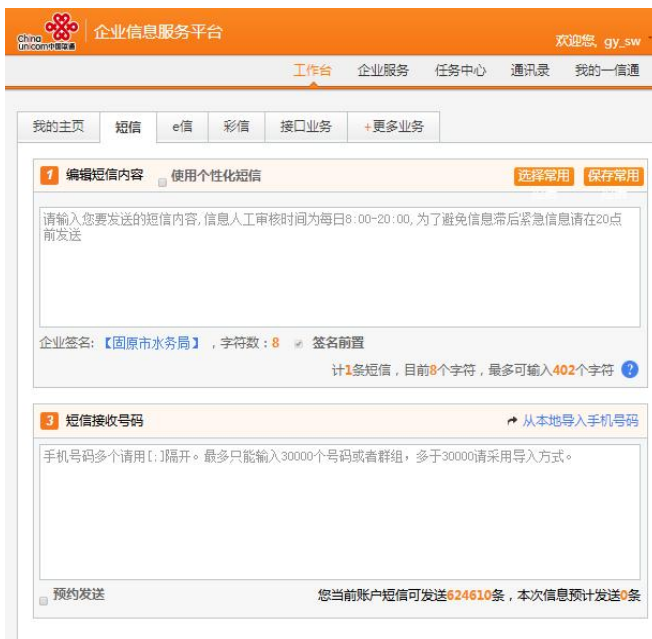 China
unicom中国联通
企业信息服务平台
欢迎您, gy_sw
工作台 企业服务 任务中心 通讯录 我的一信通
我的主页 短信 e信 彩信 接口业务 +更多业务
1 编辑短信内容 使用个性化短信 选择常用 保存常用
请输入您要发送的短信内容,信息人工审核时间为每日8:00-20:00,为了避免信息滞后紧急信息请在20点
前发送
企业签名:【固原市水务局】,字符数:8 签名前置
计1条短信,目前8个字符,最多可输入402个字符 ?
3 短信接收号码 从本地导入手机号码
手机号码多个请用[;]隔开。最多只能输入30000个号码或者群组,多于30000请采用导入方式。
预约发送 您当前账户短信可发送624610条,本次信息预计发送0条